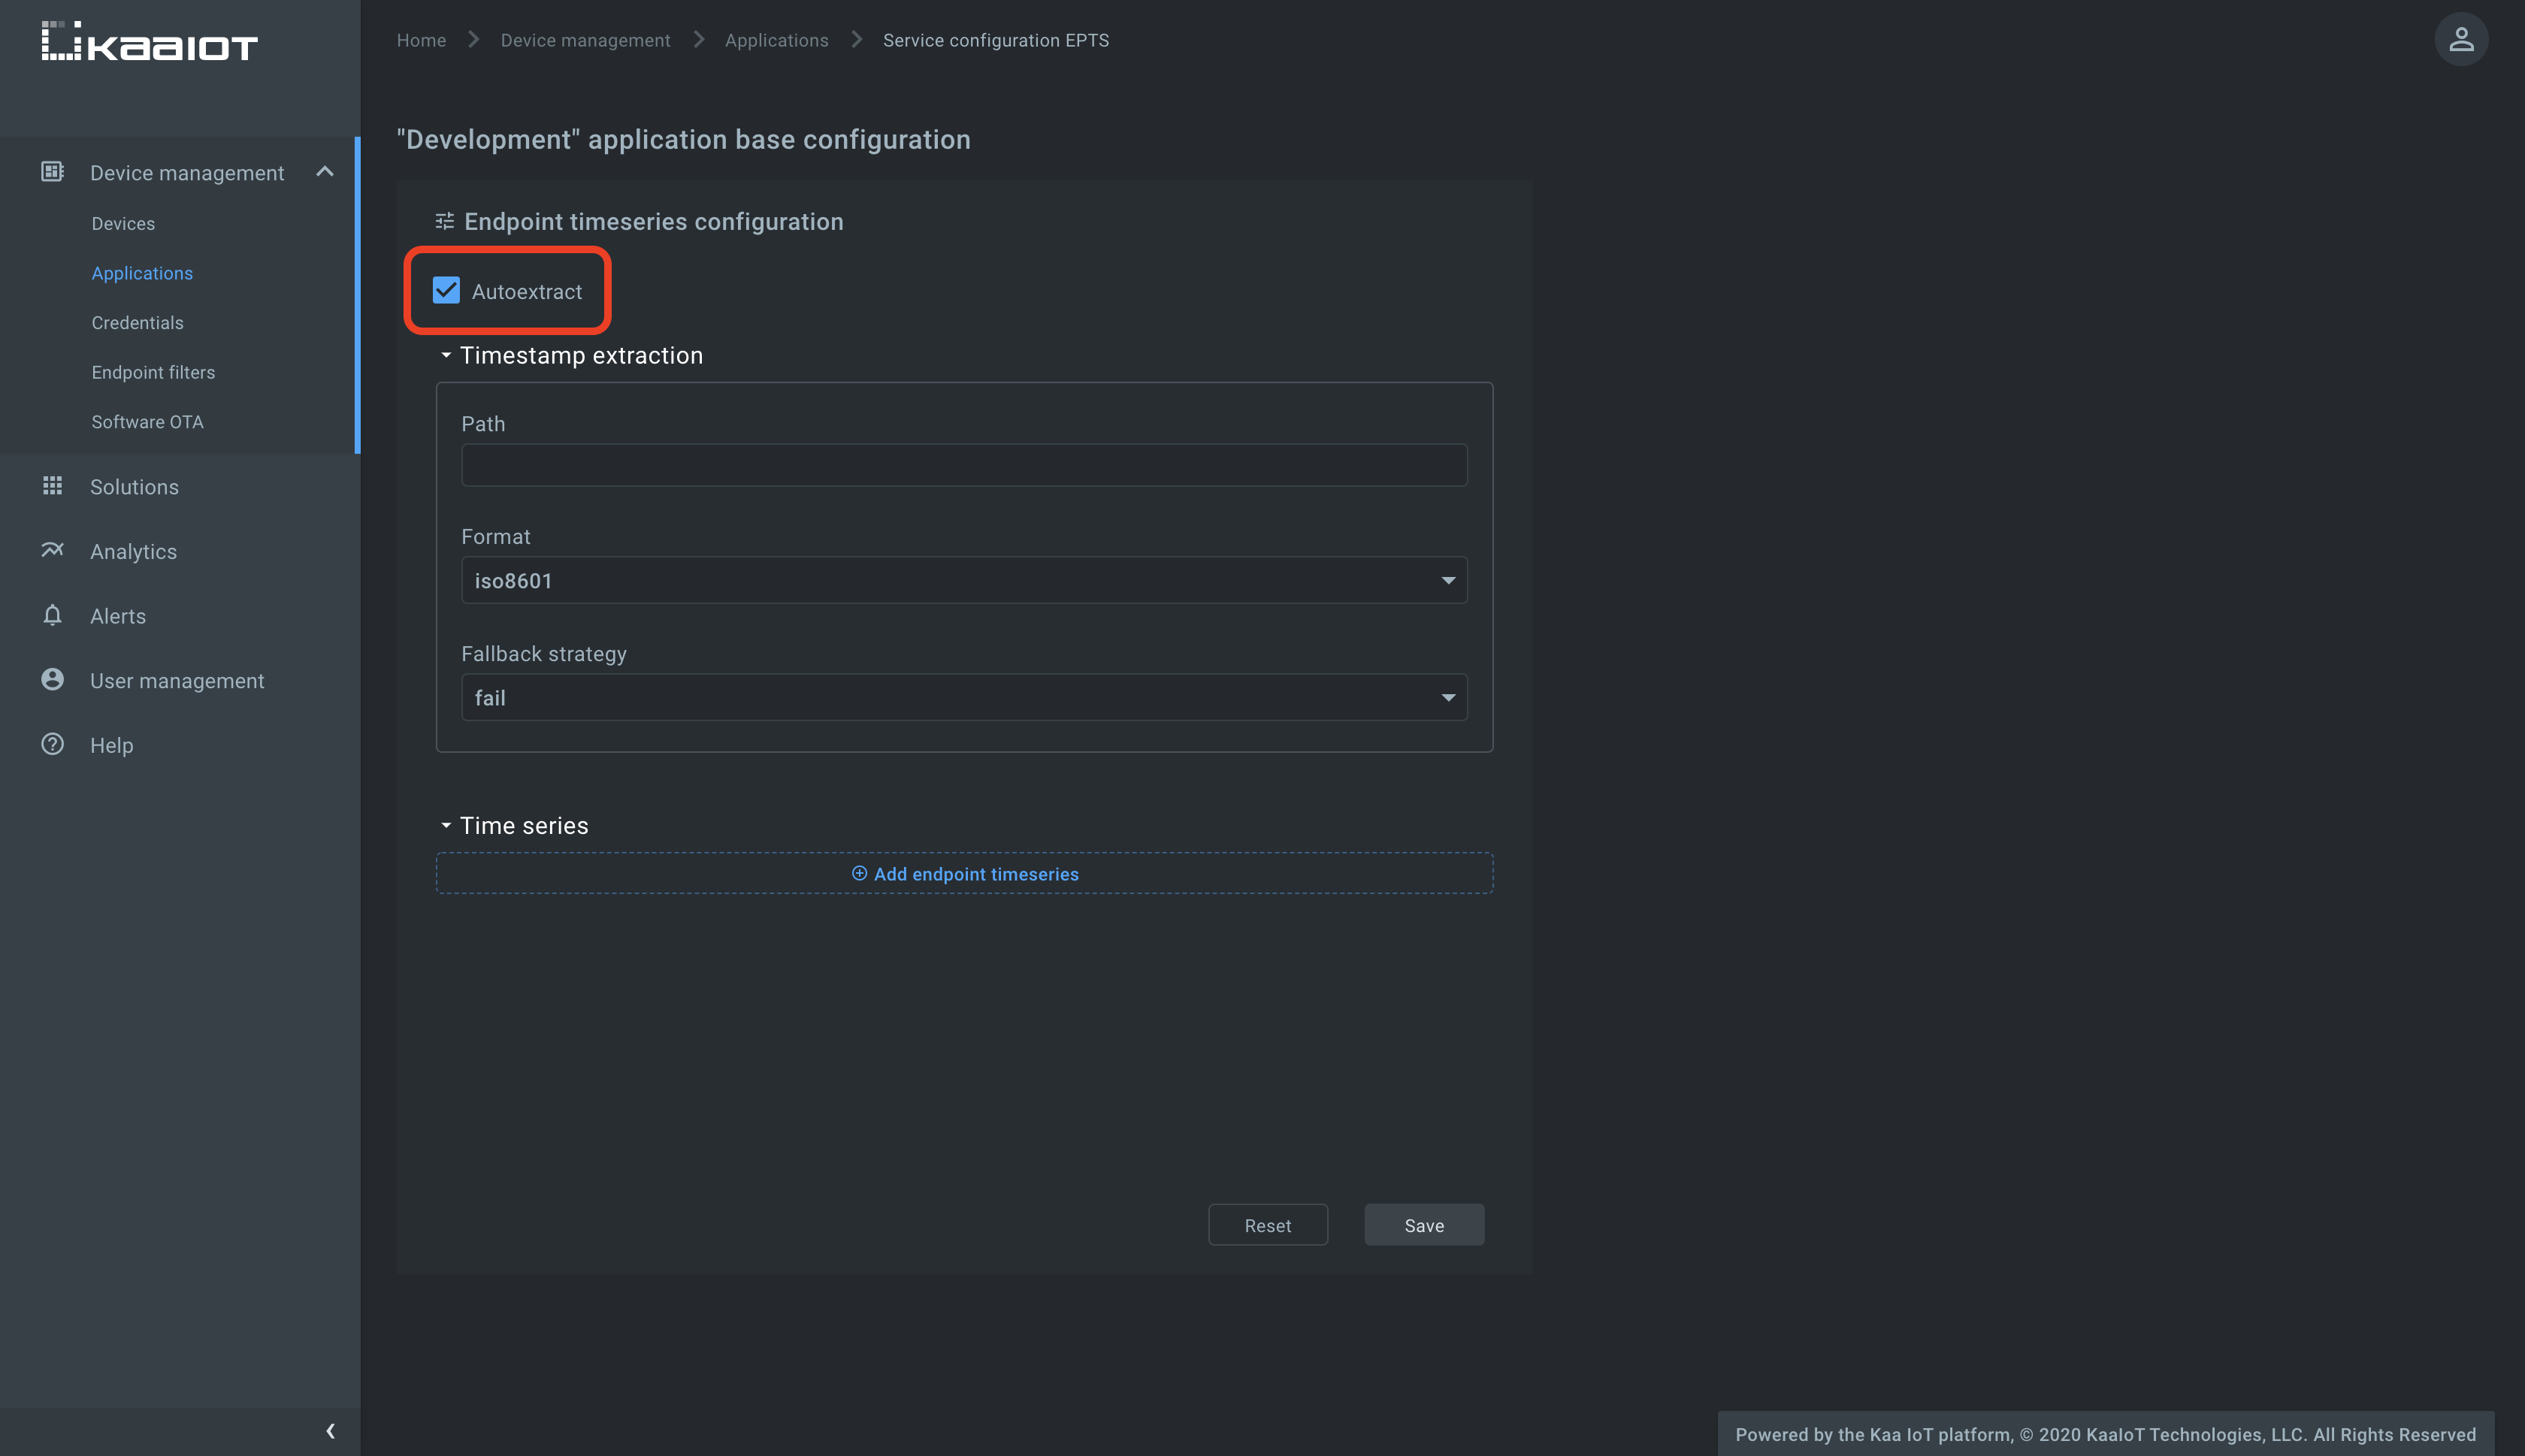 KaaIoT
Home > Device management > Applications > Service configuration EPTS
"Development" application base configuration
Device management
Devices
Applications
Credentials
Endpoint filters
Software OTA
Solutions
Analytics
Alerts
User management
Help
Endpoint timeseries configuration
Autoextract
Timestamp extraction
Path
Format
iso8601
Fallback strategy
fail
Time series
Add endpoint timeseries
Reset
Save
Powered by the Kaa IoT platform, © 2020 KaaIoT Technologies, LLC. All Rights Reserved